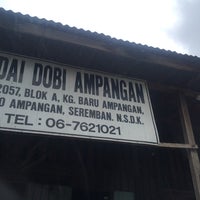 DAI DOBI AMPANGAN
2057, BLOK A, KG. BARU AMPANGAN,
O AMPANGAN, SEREMBAN. N.S.D.K.
TEL : 06-7621021